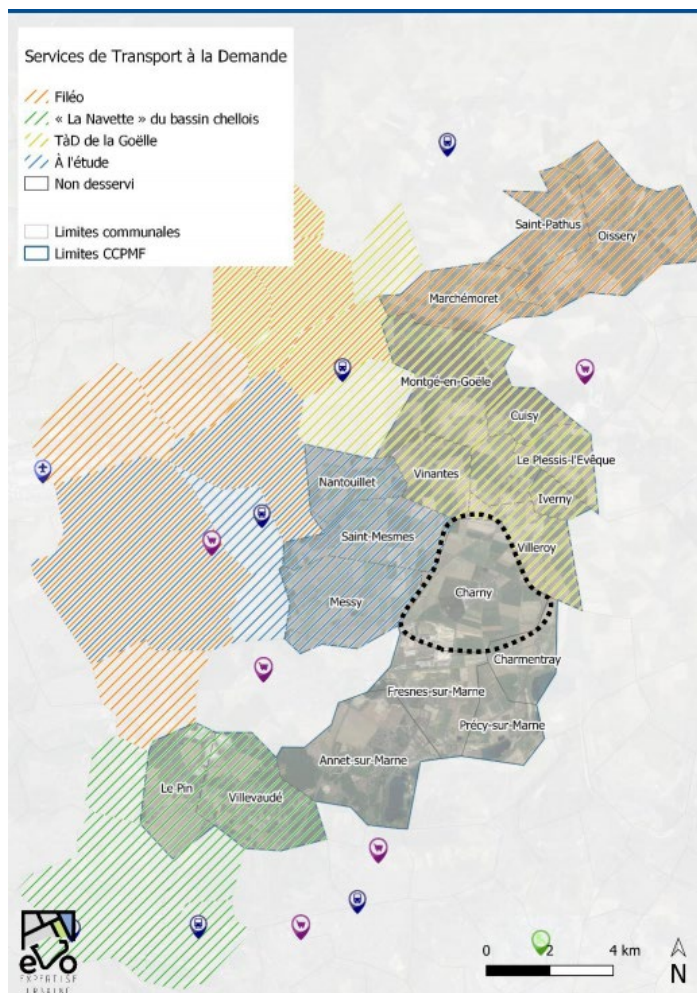 Services de Transport à la Demande
Filéo
« La Navette » du bassin chellois
TàD de la Goëlle
À l'étude
Non desservi
Limites communales
Limites CCPMF
Saint-Pathus
Oissery
Marchémoret
Montgé-en-Goële
Cuisy
Le Plessis-l'Evêque
Vinantes
Nantouillet
Iverny
Saint-Mesmes
Villeroy
Messy
Charny
Charmentray
Fresnes-sur-Marne
Précy-sur-Marne
Annet-sur-Marne
Le Pin
Villevaudé
evo
EXPERTISE
URBAINE
0 2 4 km
N